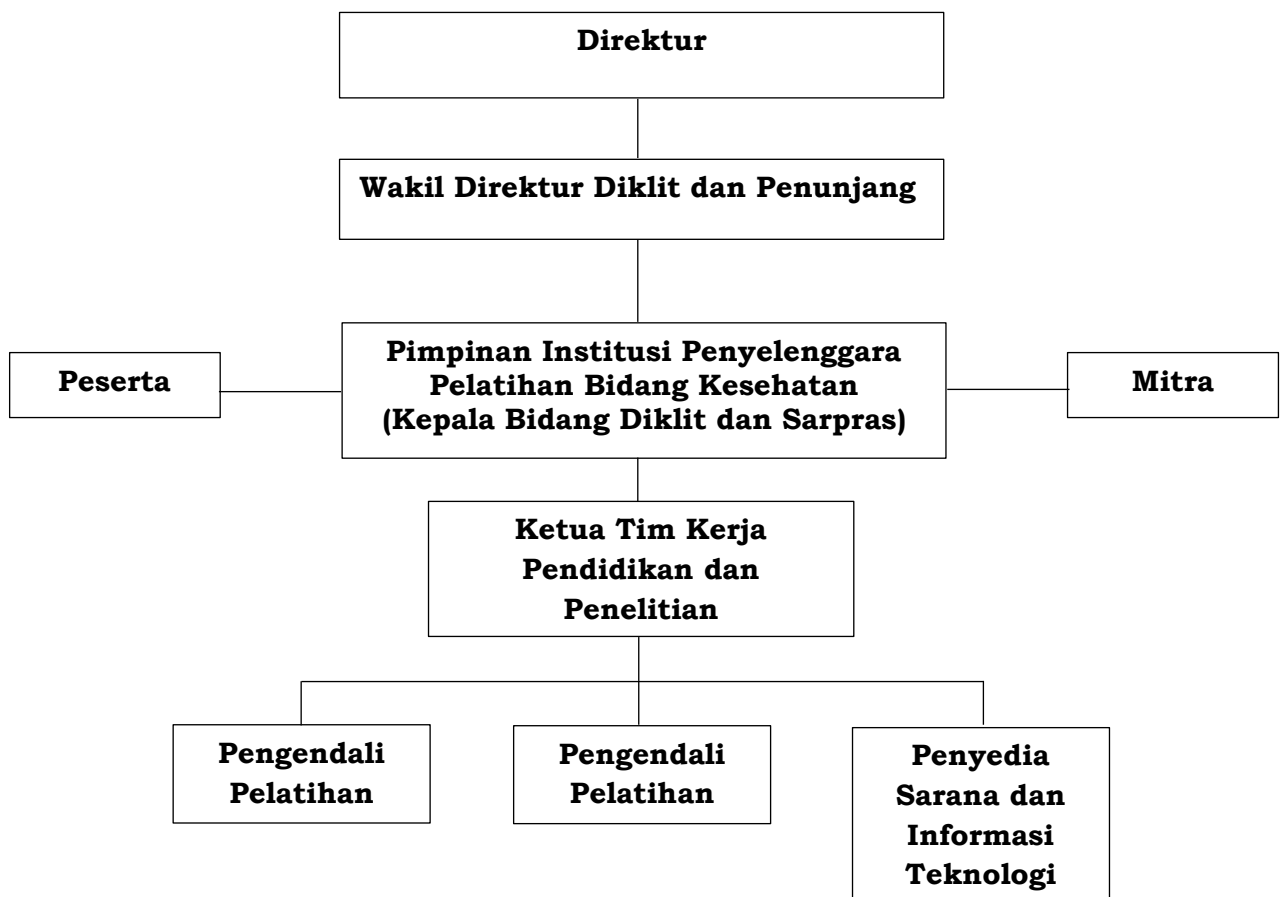 Direktur
Wakil Direktur Diklit dan Penunjang
Peserta
Pimpinan Institusi Penyelenggara
Pelatihan Bidang Kesehatan
(Kepala Bidang Diklit dan Sarpras)
Mitra
Ketua Tim Kerja
Pendidikan dan
Penelitian
Pengendali
Pelatihan
Pengendali
Pelatihan
Penyedia
Sarana dan
Informasi
Teknologi